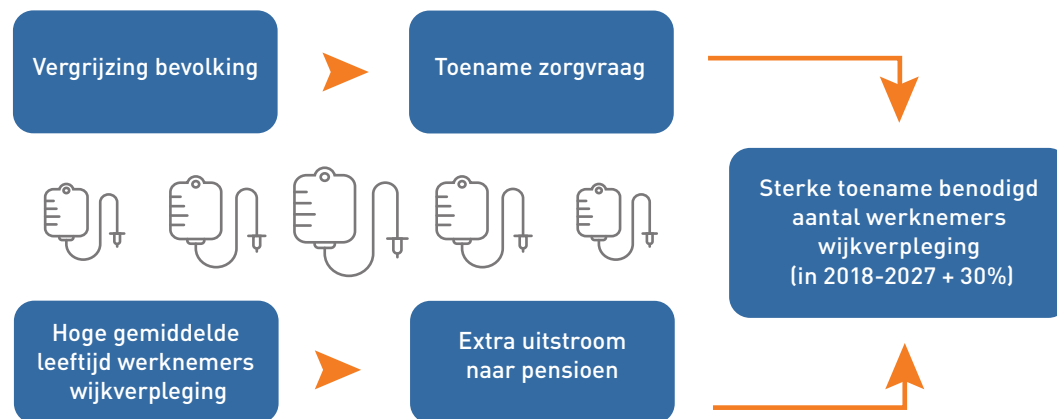 Vergrijzing bevolking
Toename zorgvraag
Sterke toename benodigd
aantal werknemers
wijkverpleging
(in 2018-2027 + 30%)
Hoge gemiddelde
leeftijd werknemers
wijkverpleging
Extra uitstroom
naar pensioen